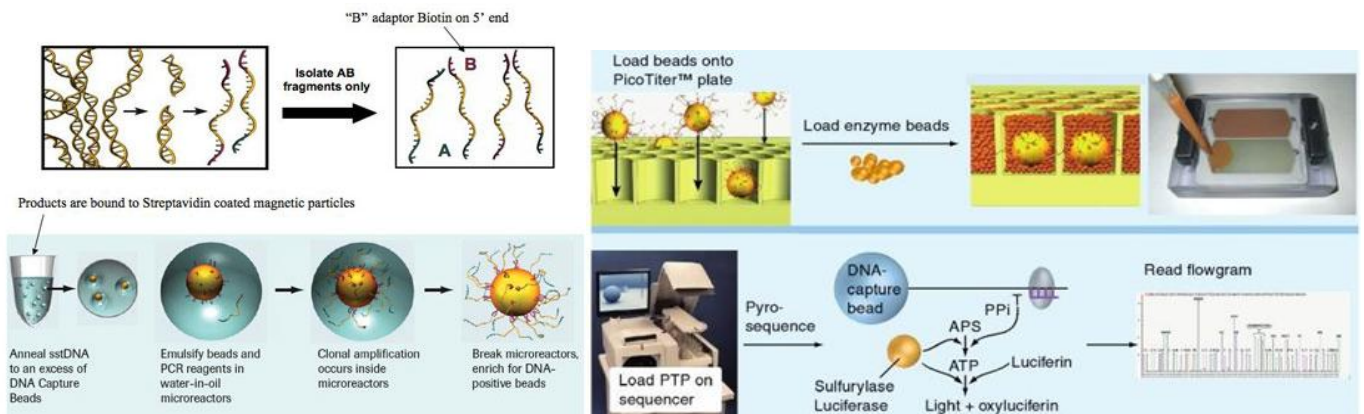 “B” adaptor Biotin on 5’ end
Isolate AB
fragments only
B
A
Products are bound to Streptavidin coated magnetic particles
Anneal sstDNA
to an excess of
DNA Capture
Beads
Emulsify beads and
PCR reagents in
water-in-oil
microreactors
Clonal amplification
occurs inside
microreactors
Break microreactors,
enrich for DNA-
positive beads
Load beads onto
PicoTiter™ plate
Load enzyme beads
Load PTP on
sequencer
Pyro-
sequence
DNA-
capture
bead
PPi
APS
ATP
Luciferin
Sulfurylase
Luciferase
Light + oxyluciferin
Read flowgram